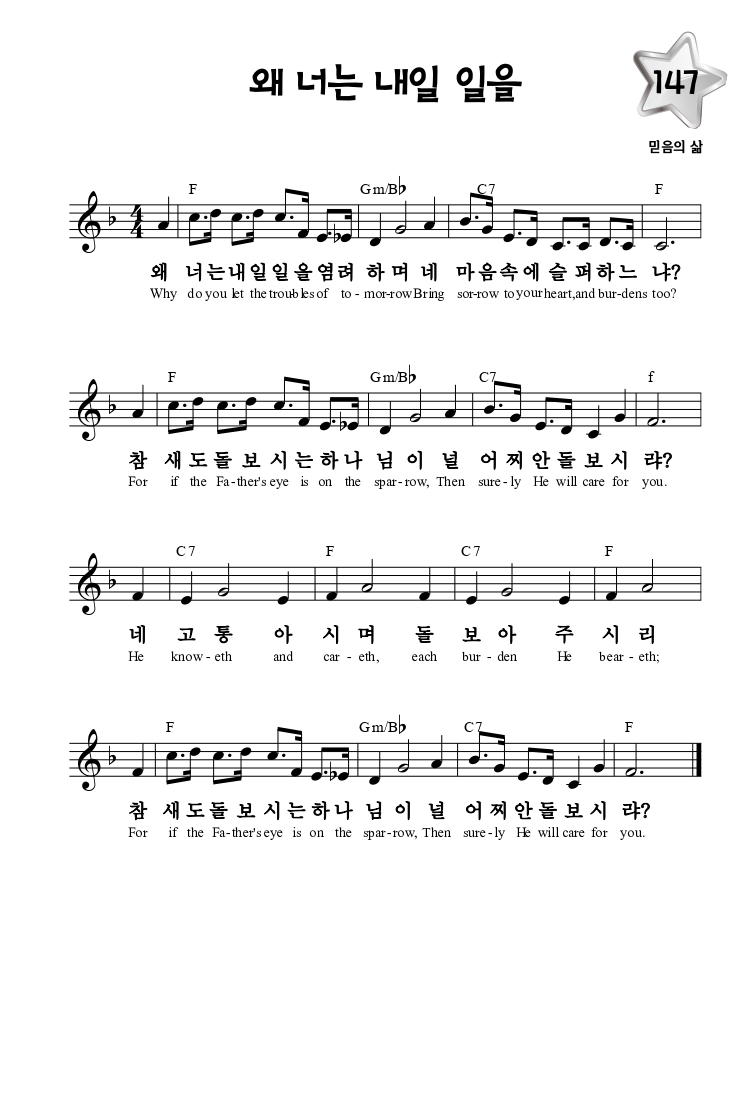 왜 너는 내일 일을
147
믿음의 삶
F Gm/B♭ C7 F
왜 너는내일일을염려 하며 네 마음속에 슬퍼하느 냐?
Why do you let the trou-bles of to - mor-row Bring sor-row to your heart, and bur-dens too?
F Gm/B♭ C7 f
참 새도돌보시는하나님이 널 어찌안돌보시 랴?
For if the Fa-ther's eye is on the spar-row, Then sure-ly He will care for you.
C7 F C7 F
네 고통 아시며 돌보아 주시리
He know-eth and car-eth, each bur-den He bear-eth;
F Gm/B♭ C7 F
참 새도돌보시는하나님이 널 어찌안돌보시 랴?
For if the Fa-ther's eye is on the spar-row, Then sure-ly He will care for you.